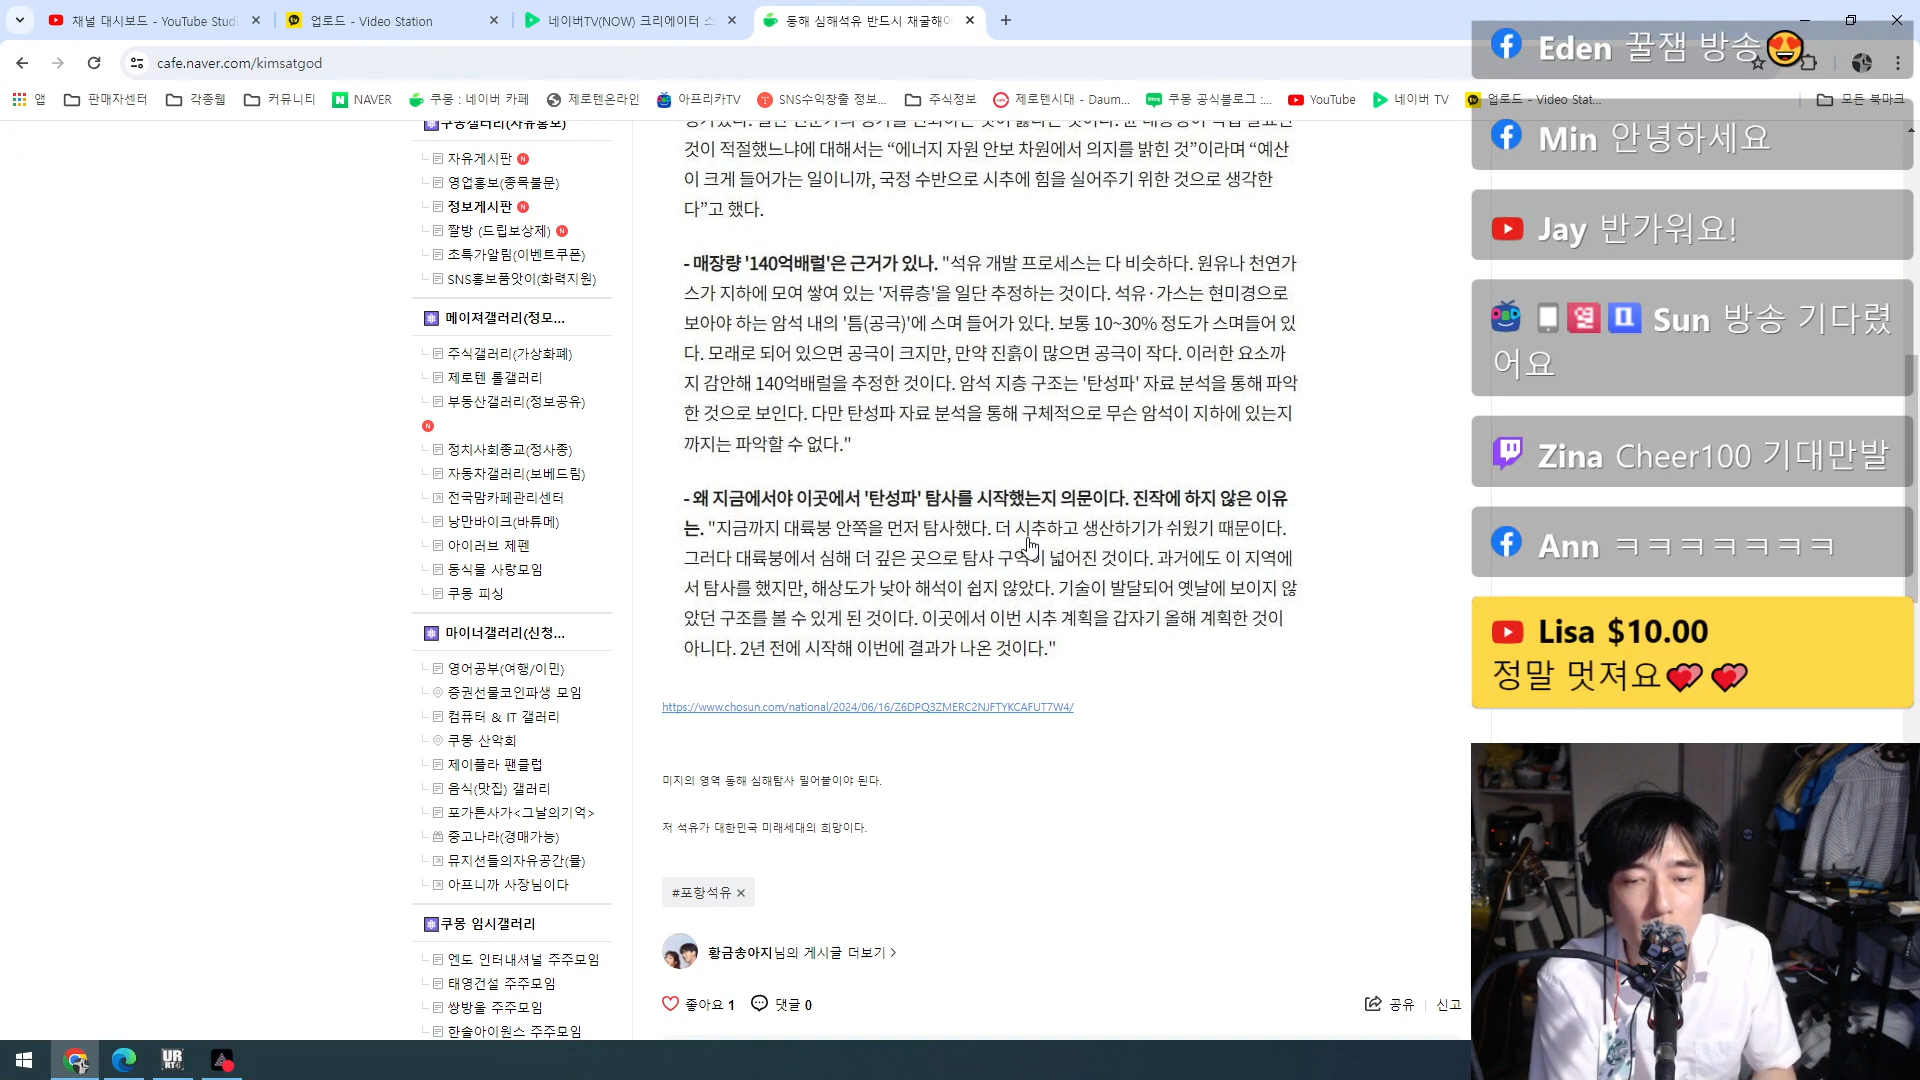 채널 대시보드 - YouTube Studi
업로드 - Video Station
네이버TV(NOW) 크리에이터 스
동해 심해석유 반드시 채굴해야
cafe.naver.com/kimsatgod
앱
판매자센터
각종웹
커뮤니티
NAVER
쿠몽 : 네이버 카페
제로텐온라인
아프리카TV
SNS수익창출 정보...
주식정보
제로텐시대 - Daum...
쿠몽 공식블로그 :...
YouTube
네이버 TV
업로드 - Video Stat...
모든 북마크
쿠몽갤러리(자유홍보)
자유게시판 N
영업홍보(종목불문)
정보게시판 N
짤방 (드립보상제) N
초특가알림(이벤트쿠폰)
SNS홍보품앗이(화력지원)
메이져갤러리(정모...
주식갤러리(가상화폐)
제로텐 롤갤러리
부동산갤러리(정보공유)
N
정치사회종교(정사종)
자동차갤러리(보베드림)
전국맘카페관리센터
낭만바이크(바튜메)
아이러브 제펜
동식물 사랑모임
쿠몽 피싱
마이너갤러리(신청...
영어공부(여행/이민)
증권선물코인파생 모임
컴퓨터 & IT 갤러리
쿠몽 산악회
제이플라 팬클럽
음식(맛집) 갤러리
포가튼사가<그날의기억>
중고나라(경매가능)
뮤지션들의자유공간(물)
아프니까 사장님이다
쿠몽 임시갤러리
엔도 인터내셔널 주주모임
태영건설 주주모임
쌍방울 주주모임
한솔아이원스 주주모임
것이 적절했느냐에 대해서는 “에너지 자원 안보 차원에서 의지를 밝힌 것”이라며 “예산
이 크게 들어가는 일이니까, 국정 수반으로 시추에 힘을 실어주기 위한 것으로 생각한
다”고 했다.
- 매장량 '140억배럴'은 근거가 있나. "석유 개발 프로세스는 다 비슷하다. 원유나 천연가
스가 지하에 모여 쌓여 있는 '저류층'을 일단 추정하는 것이다. 석유·가스는 현미경으로
보아야 하는 암석 내의 '틈(공극)'에 스며 들어가 있다. 보통 10~30% 정도가 스며들어 있
다. 모래로 되어 있으면 공극이 크지만, 만약 진흙이 많으면 공극이 작다. 이러한 요소까
지 감안해 140억배럴을 추정한 것이다. 암석 지층 구조는 '탄성파' 자료 분석을 통해 파악
한 것으로 보인다. 다만 탄성파 자료 분석을 통해 구체적으로 무슨 암석이 지하에 있는지
까지는 파악할 수 없다."
- 왜 지금에서야 이곳에서 '탄성파' 탐사를 시작했는지 의문이다. 진작에 하지 않은 이유
는. "지금까지 대륙붕 안쪽을 먼저 탐사했다. 더 시추하고 생산하기가 쉬웠기 때문이다.
그러다 대륙붕에서 심해 더 깊은 곳으로 탐사 구역이 넓어진 것이다. 과거에도 이 지역에
서 탐사를 했지만, 해상도가 낮아 해석이 쉽지 않았다. 기술이 발달되어 옛날에 보이지 않
았던 구조를 볼 수 있게 된 것이다. 이곳에서 이번 시추 계획을 갑자기 올해 계획한 것이
아니다. 2년 전에 시작해 이번에 결과가 나온 것이다."
https://www.chosun.com/national/2024/06/16/Z6DPQ3ZMERC2NJFTYKCAFUT7W4/
미지의 영역 동해 심해탐사 밀어붙이야 된다.
저 석유가 대한민국 미래세대의 희망이다.
#포항석유
황금송아지님의 게시글 더보기 >
좋아요 1 댓글 0
공유
신고
Eden 꿀잼 방송😍
Min 안녕하세요
Jay 반가워요!
열 Sun 방송 기다렸
어요
Zina Cheer100 기대만발
Ann ㅋㅋㅋㅋㅋㅋㅋ
Lisa $10.00
정말 멋져요💞💞
UR